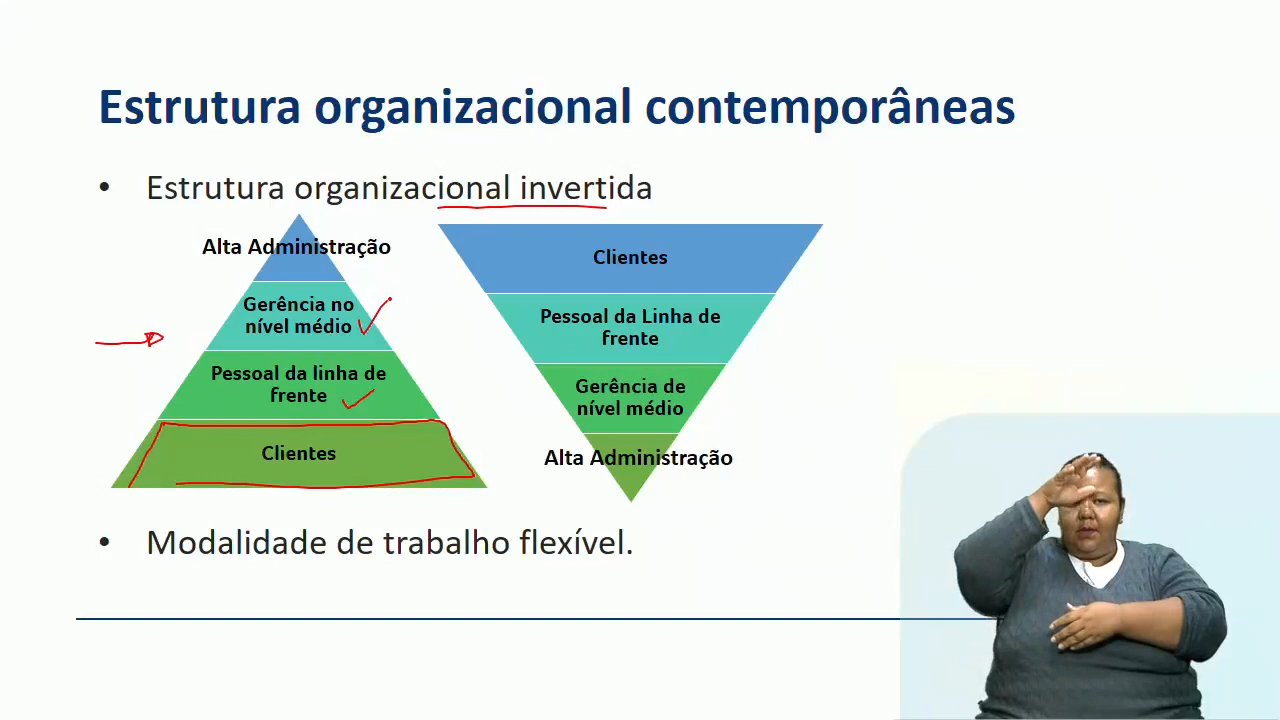 Estrutura organizacional contemporâneas
• Estrutura organizacional invertida
Alta Administração
Gerência no
nível médio
Pessoal da linha de
frente
Clientes
Clientes
Pessoal da Linha de
frente
Gerência de
nível médio
Alta Administração
• Modalidade de trabalho flexível.